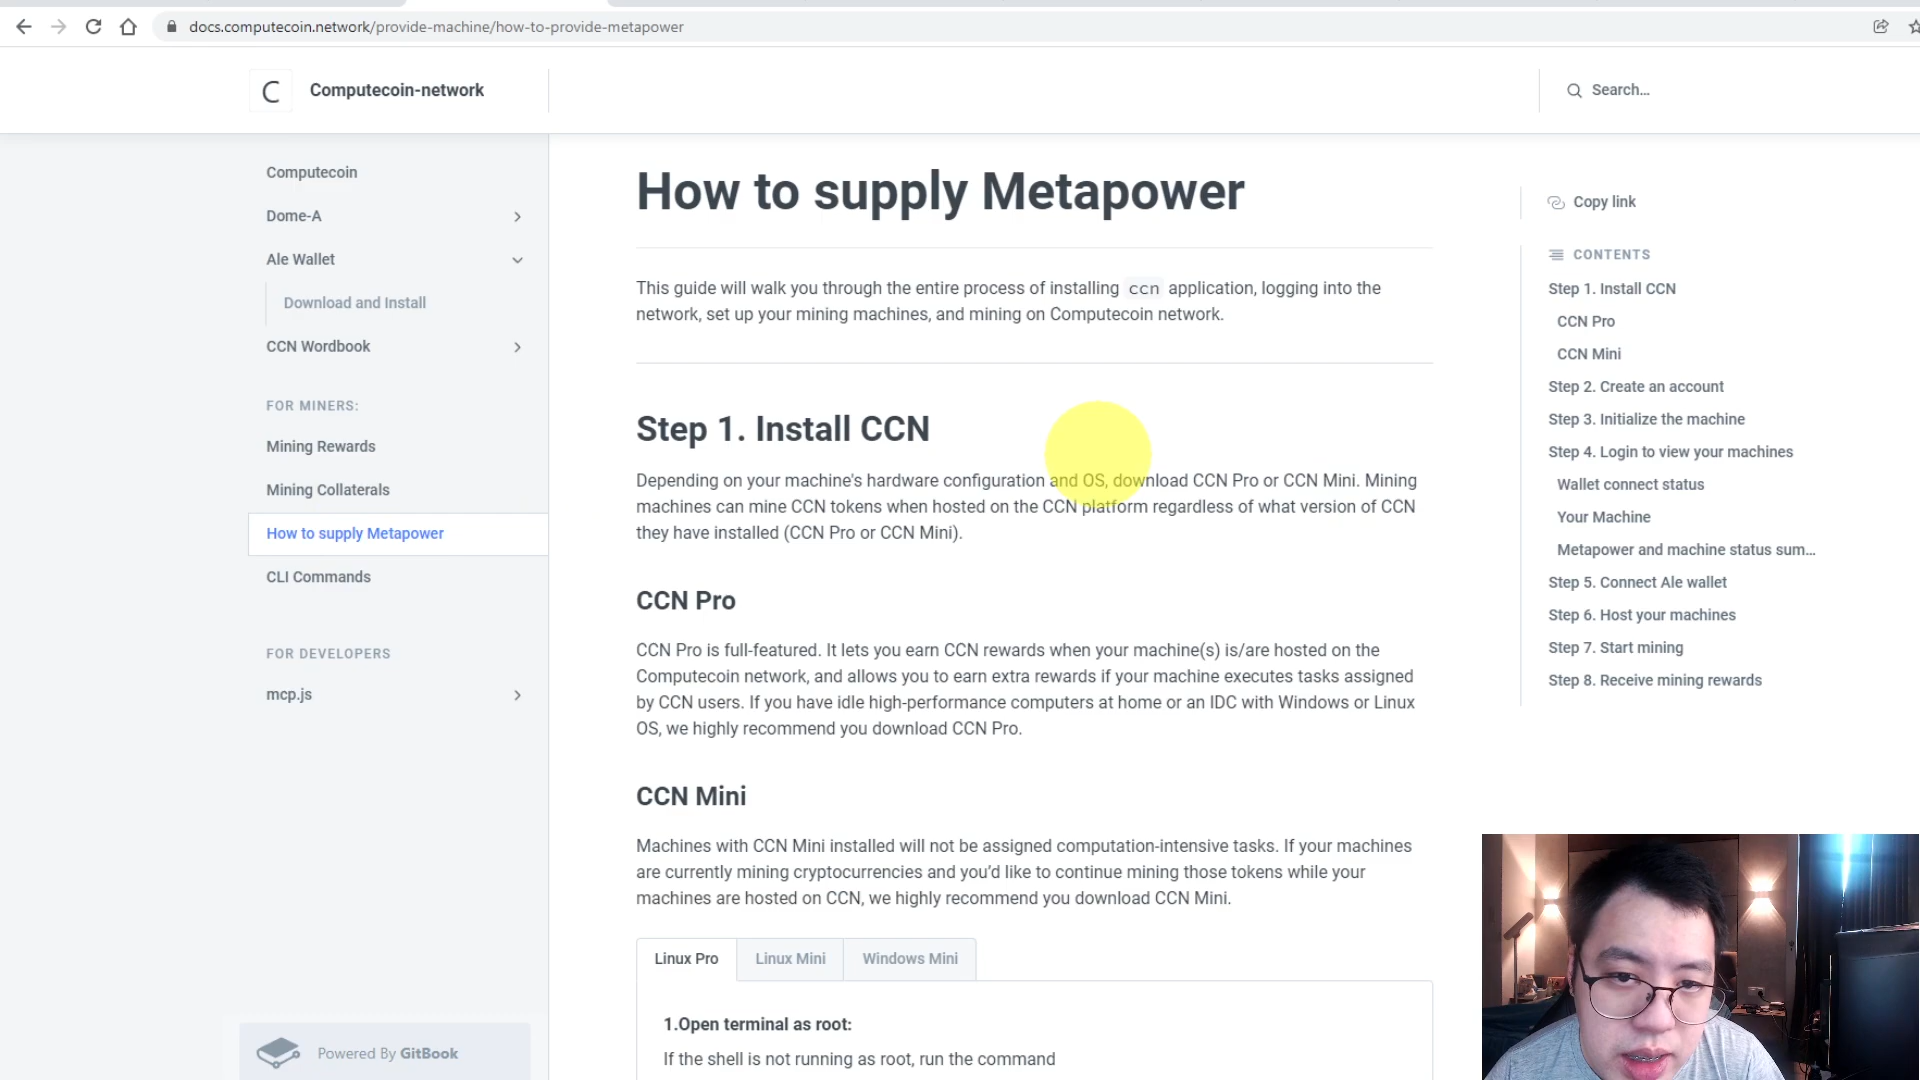 docs.computecoin.network/provide-machine/how-to-provide-metapower
C
Computecoin-network
Search...
Computecoin
Dome-A
Ale Wallet
Download and Install
CCN Wordbook
FOR MINERS:
Mining Rewards
Mining Collaterals
How to supply Metapower
CLI Commands
FOR DEVELOPERS
mcp.js
Powered By GitBook
How to supply Metapower
This guide will walk you through the entire process of installing ccn application, logging into the
network, set up your mining machines, and mining on Computecoin network.
Step 1. Install CCN
Depending on your machine's hardware configuration and OS, download CCN Pro or CCN Mini. Mining
machines can mine CCN tokens when hosted on the CCN platform regardless of what version of CCN
they have installed (CCN Pro or CCN Mini).
CCN Pro
CCN Pro is full-featured. It lets you earn CCN rewards when your machine(s) is/are hosted on the
Computecoin network, and allows you to earn extra rewards if your machine executes tasks assigned
by CCN users. If you have idle high-performance computers at home or an IDC with Windows or Linux
OS, we highly recommend you download CCN Pro.
CCN Mini
Machines with CCN Mini installed will not be assigned computation-intensive tasks. If your machines
are currently mining cryptocurrencies and you'd like to continue mining those tokens while your
machines are hosted on CCN, we highly recommend you download CCN Mini.
Linux Pro
Linux Mini
Windows Mini
1.Open terminal as root:
If the shell is not running as root, run the command
Copy link
CONTENTS
Step 1. Install CCN
CCN Pro
CCN Mini
Step 2. Create an account
Step 3. Initialize the machine
Step 4. Login to view your machines
Wallet connect status
Your Machine
Metapower and machine status sum...
Step 5. Connect Ale wallet
Step 6. Host your machines
Step 7. Start mining
Step 8. Receive mining rewards